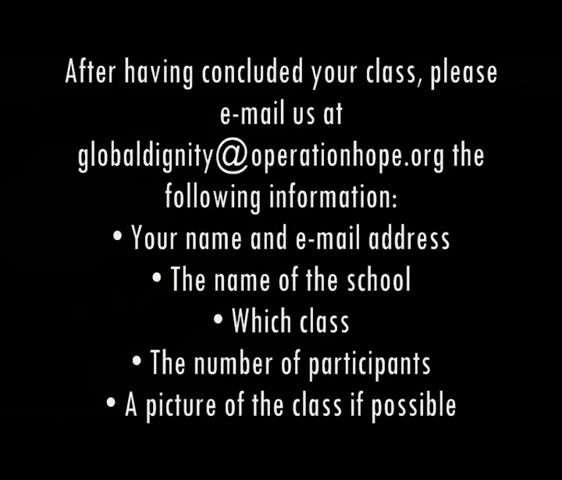 After having concluded your class, please
e-mail us at
globaldignity@operationhope.org the
following information:
• Your name and e-mail address
• The name of the school
• Which class
• The number of participants
• A picture of the class if possible